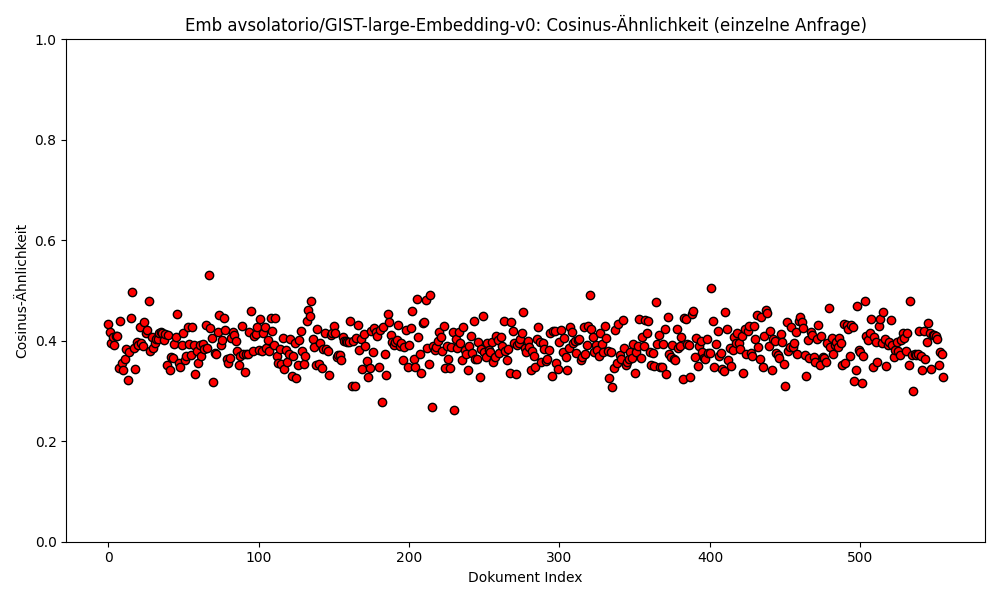 Emb avsolatorio/GIST-large-Embedding-v0: Cosinus-Ähnlichkeit (einzelne Anfrage)
1.0
0.8
0.6
0.4
0.2
0.0
Cosinus-Ähnlichkeit
0 100 200 300 400 500
Dokument Index